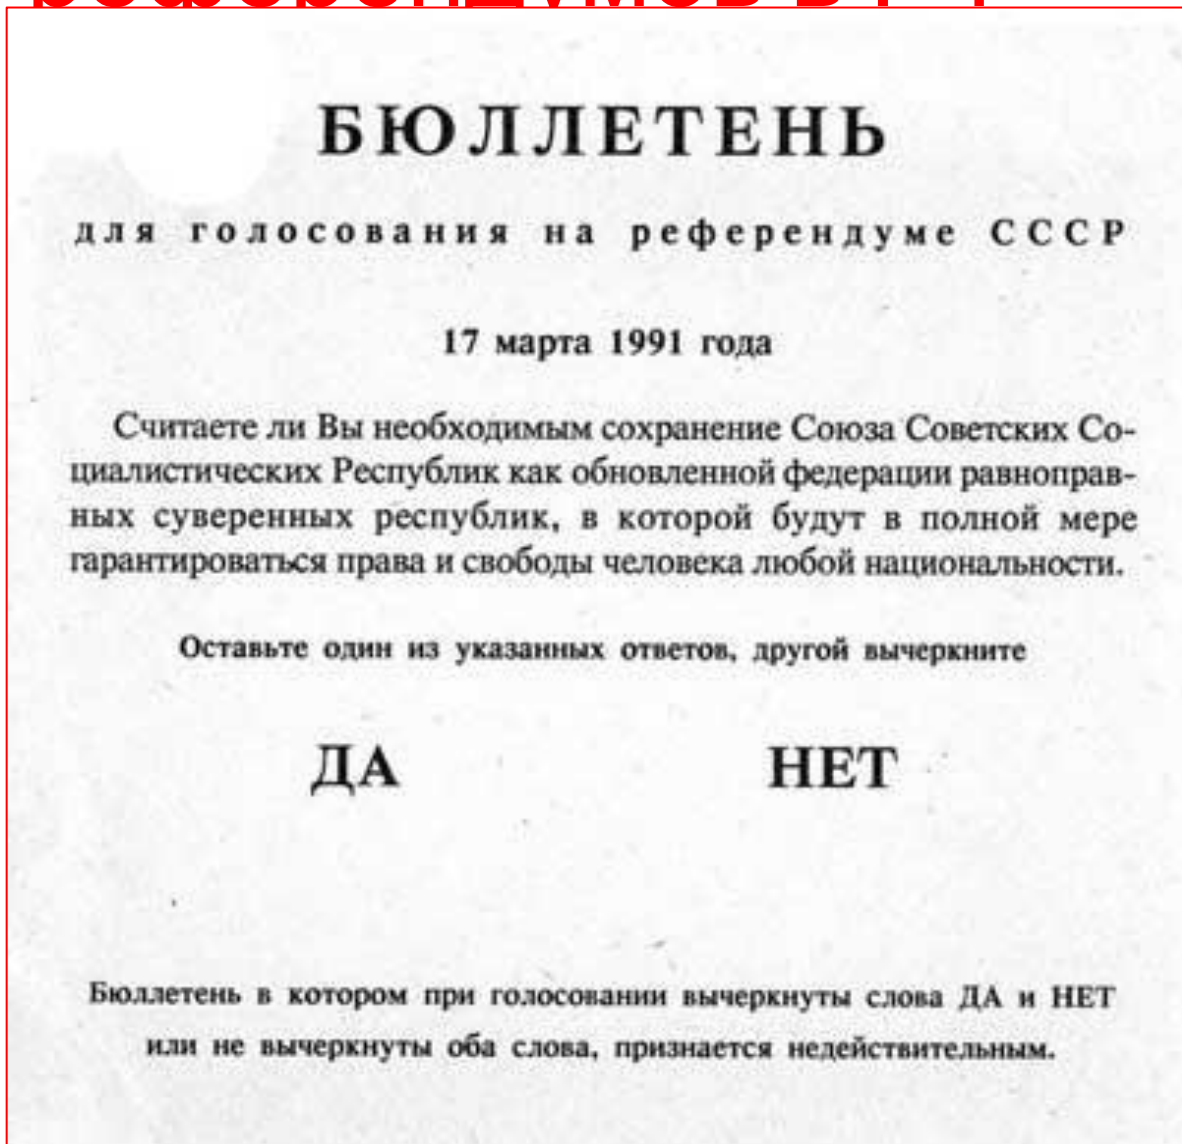 референдумов в
БЮЛЛЕТЕНЬ
для голосования на референдуме СССР
17 марта 1991 года
Считаете ли Вы необходимым сохранение Союза Советских Со-
циалистических Республик как обновленной федерации равноправ-
ных суверенных республик, в которой будут в полной мере
гарантироваться права и свободы человека любой национальности.
Оставьте один из указанных ответов, другой вычеркните
ДА НЕТ
Бюллетень в котором при голосовании вычеркнуты слова ДА и НЕТ
или не вычеркнуты оба слова, признается недействительным.